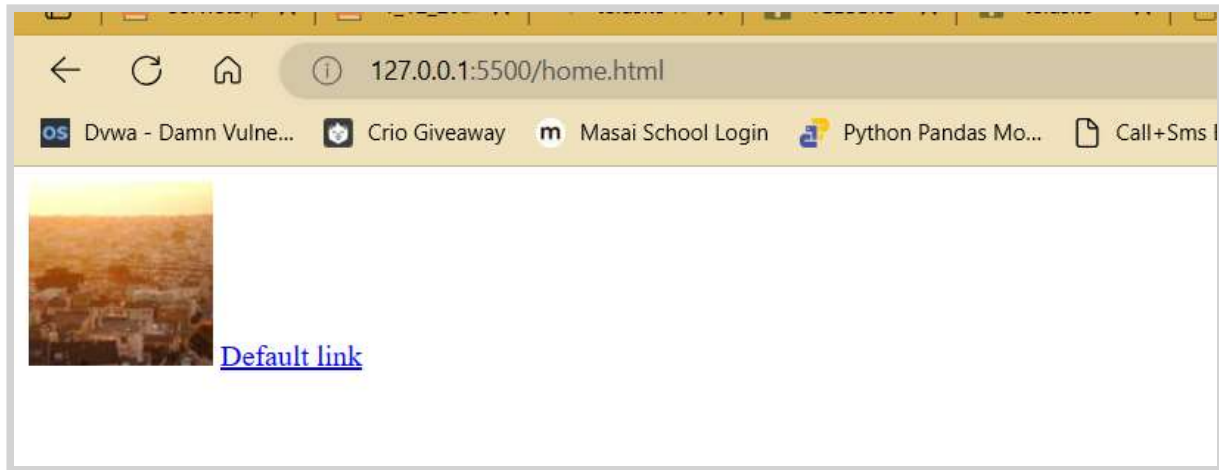 127.0.0.1:5500/home.html
os Dvwa - Damn Vulne... Crio Giveaway m Masai School Login Python Pandas Mo... Call+Sms
Default link